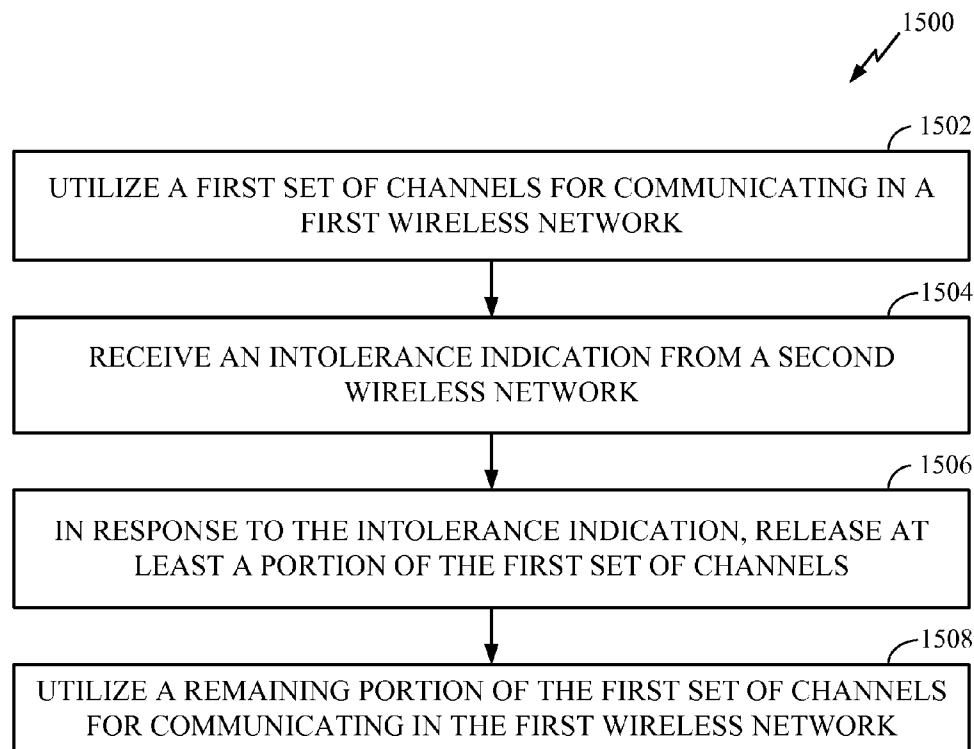 1500
1502
UTILIZE A FIRST SET OF CHANNELS FOR COMMUNICATING IN A
FIRST WIRELESS NETWORK
1504
RECEIVE AN INTOLERANCE INDICATION FROM A SECOND
WIRELESS NETWORK
1506
IN RESPONSE TO THE INTOLERANCE INDICATION, RELEASE AT
LEAST A PORTION OF THE FIRST SET OF CHANNELS
1508
UTILIZE A REMAINING PORTION OF THE FIRST SET OF CHANNELS
FOR COMMUNICATING IN THE FIRST WIRELESS NETWORK